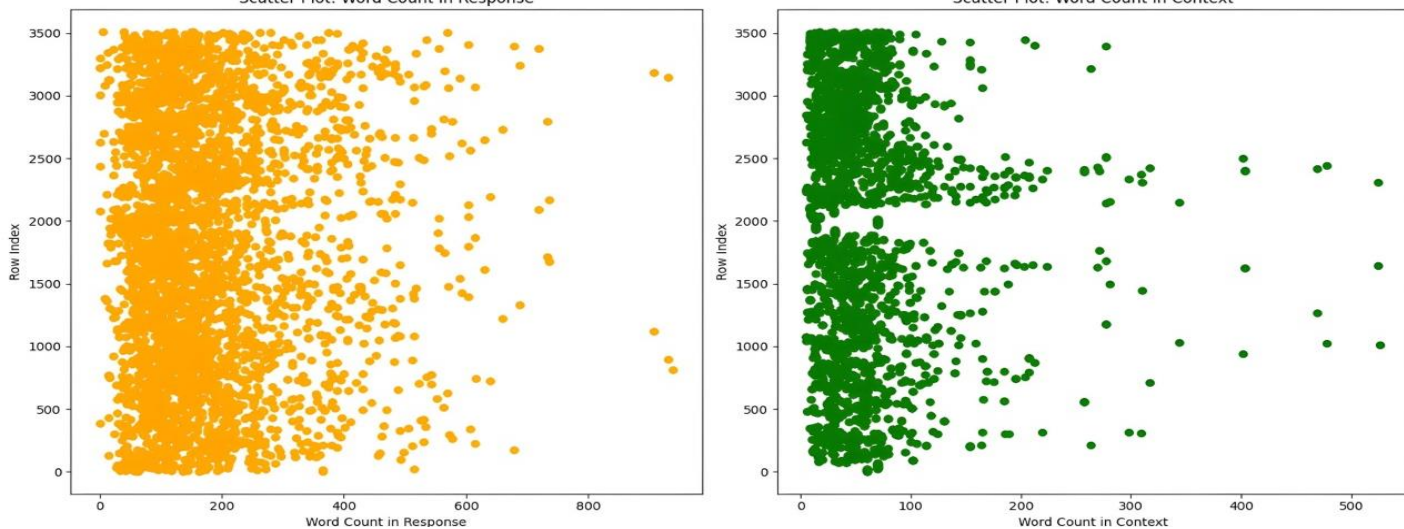 Scatter Plot: Word Count in Response
3500
3000
2500
2000
1500
1000
500
0
Row Index
0 200 400 600 800
Word Count in Response
Scatter Plot: Word Count in Context
3500
3000
2500
2000
1500
1000
500
0
Row Index
0 100 200 300 400 500
Word Count in Context